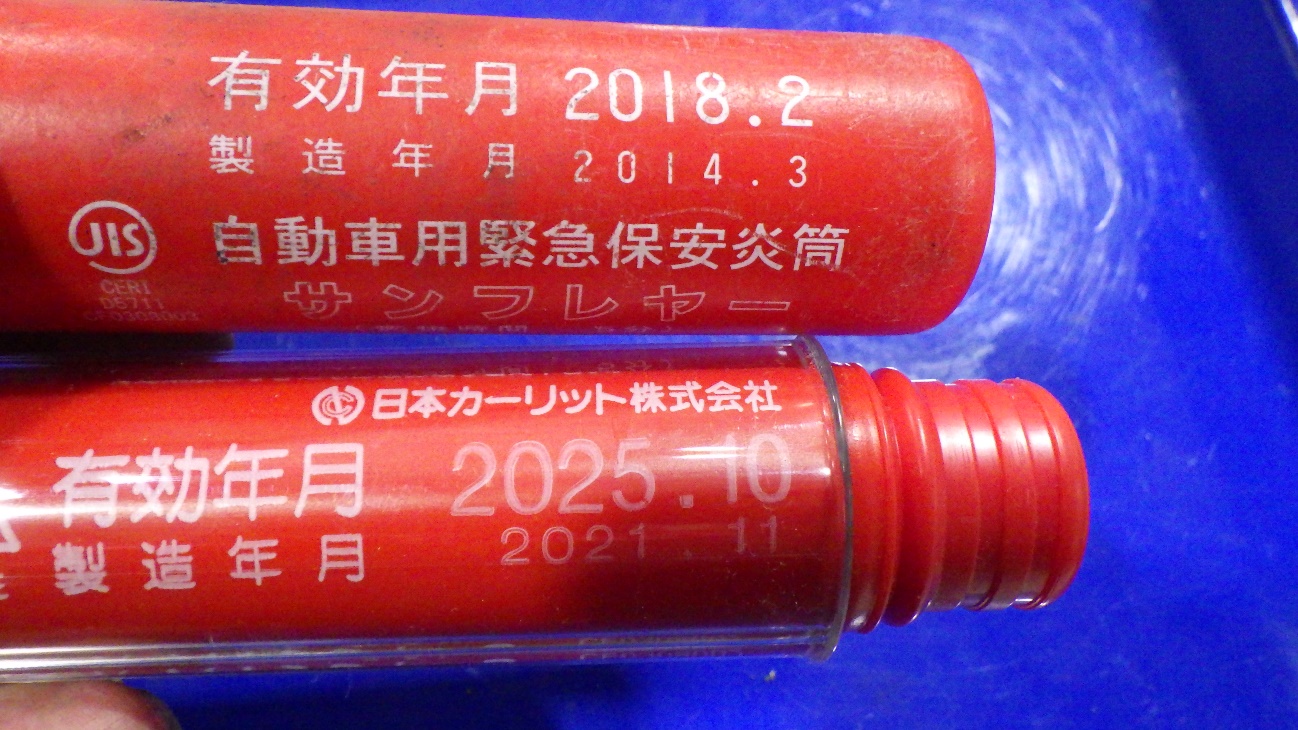 有効年月 2018.2
製造年月 2014.3
JIS
自動車用緊急保安炎筒
CERI
D5711
サンフレヤー
日本カーリット株式会社
有効年月 2025.10
製造年月 2021.11